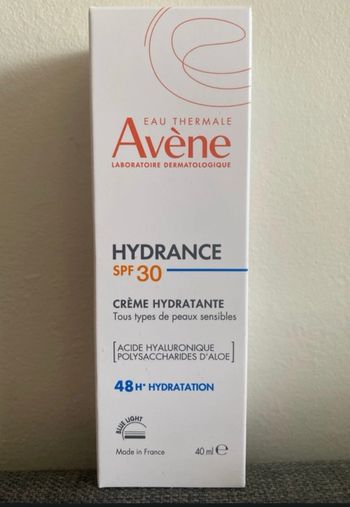 EAU THERMALE
Avène
LABORATOIRE DERMATOLOGIQUE
HYDRANCE
SPF 30
CRÈME HYDRATANTE
Tous types de peaux sensibles
[ACIDE HYALURONIQUE
POLYSACCHARIDES D'ALOE]
48H* HYDRATATION
BLUE LIGHT
Made in France 40 ml ℮